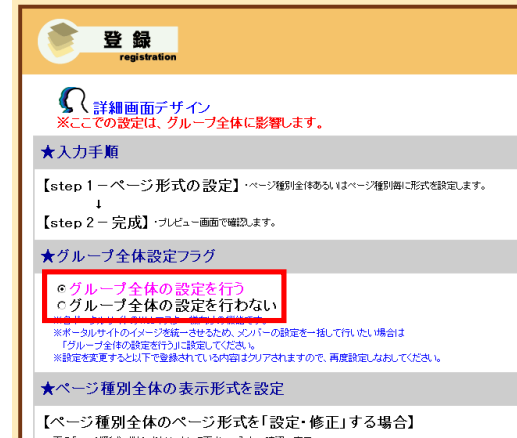 登 録
registration
詳細画面デザイン
※ここでの設定は、グループ全体に影響します。
★入力手順
【step 1－ページ形式の設定】・ページ種別全体あるいはページ種別毎に形式を設定します。
↓
【step 2－完成】・プレビュー画面で確認します。
★グループ全体設定フラグ
グループ全体の設定を行う
グループ全体の設定を行わない
※ポータルサイトのイメージを統一させるため、メンバーの設定を一括して行いたい場合は
「グループ全体の設定を行う」に設定してください。
※設定を変更すると以下で登録されている内容はクリアされますので、再度設定しなおしてください。
★ページ種別全体の表示形式を設定
【ページ種別全体のページ形式を「設定・修正」する場合】